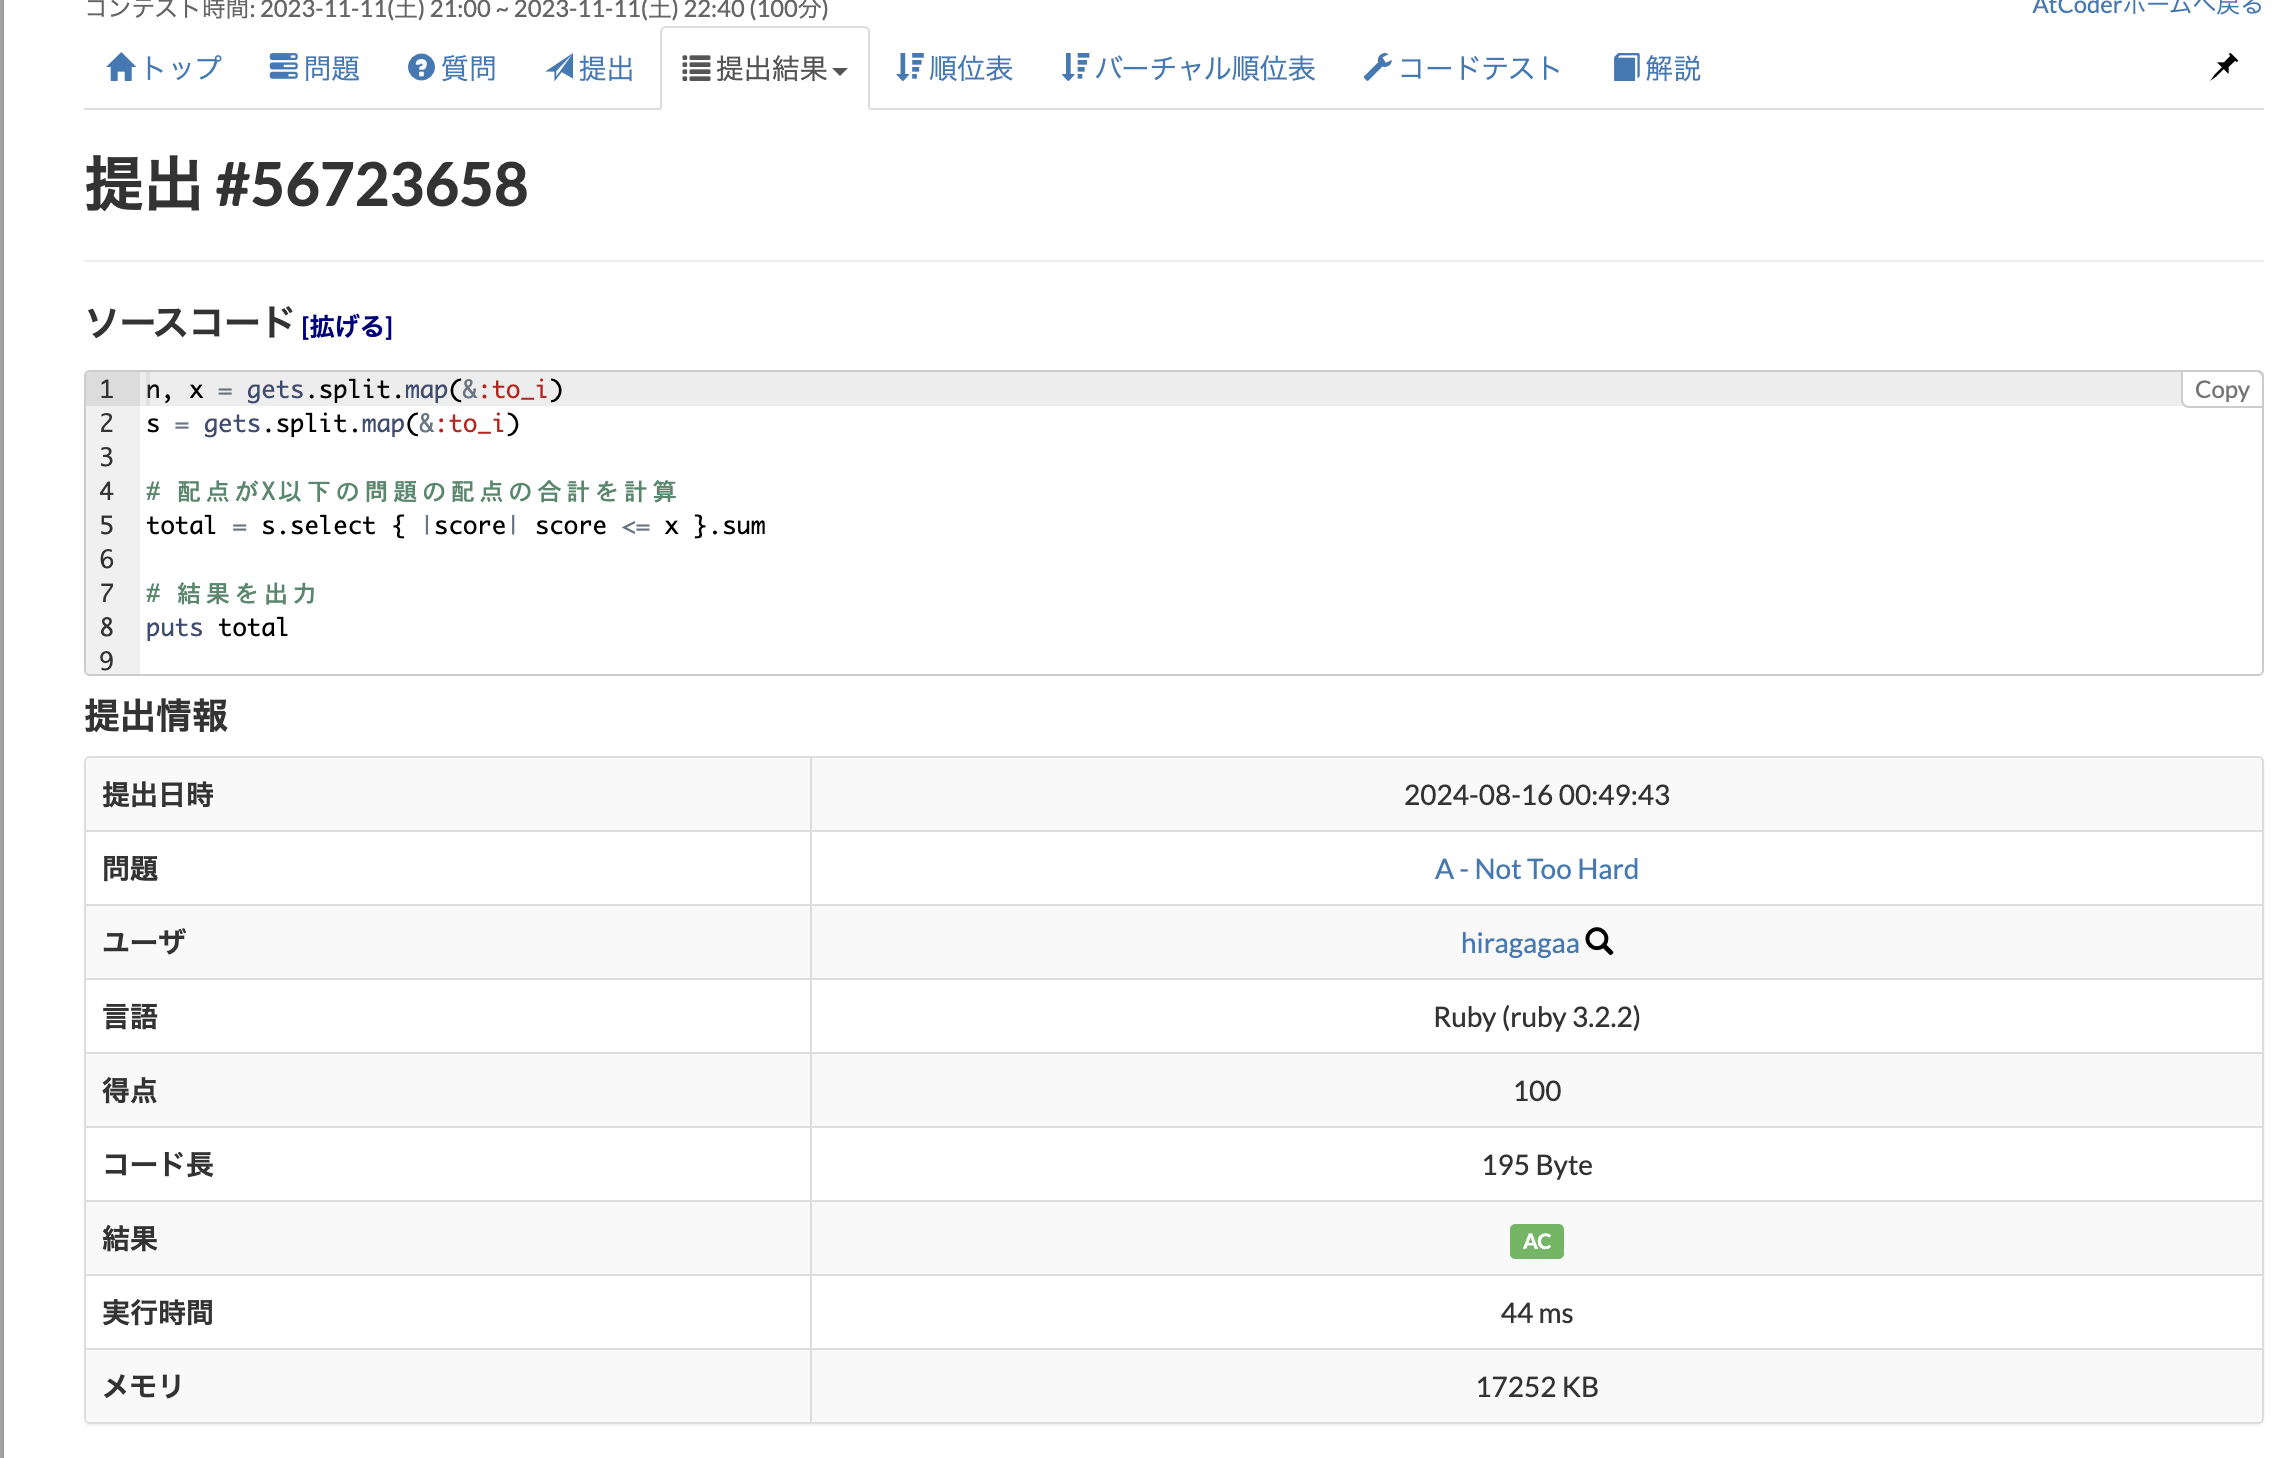 コンテスト時間: 2023-11-11(土) 21:00 ~ 2023-11-11(土) 22:40 (100分)
AtCoderホームへ戻る
トップ 問題 質問 提出 提出結果 順位表 バーチャル順位表 コードテスト 解説
提出 #56723658
ソースコード [拡げる]
Copy
1 n, x = gets.split.map(&:to_i)
2 s = gets.split.map(&:to_i)
3
4 # 配点がX以下の問題の配点の合計を計算
5 total = s.select { |score| score <= x }.sum
6
7 # 結果を出力
8 puts total
9
提出情報
提出日時 2024-08-16 00:49:43
問題 A - Not Too Hard
ユーザ hiragagaa
言語 Ruby (ruby 3.2.2)
得点 100
コード長 195 Byte
結果 AC
実行時間 44 ms
メモリ 17252 KB